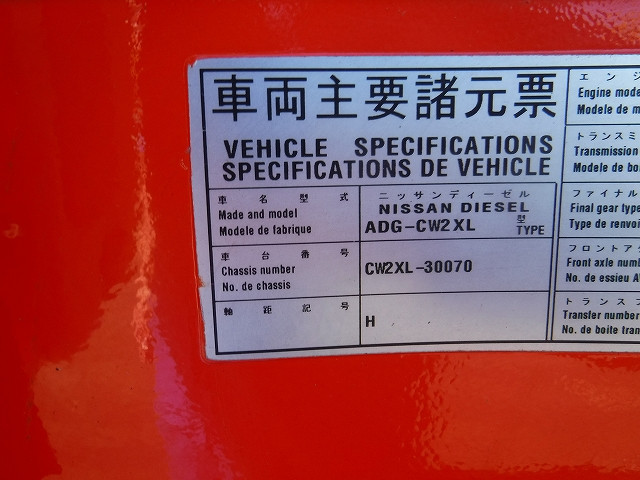 車両主要諸元票
VEHICLE SPECIFICATIONS
SPECIFICATIONS DE VEHICLE
車名型式
Made and model
Modele de fabrique
ニッサンディーゼル
NISSAN DIESEL
ADG-CW2XL 型 TYPE
車台番号
Chassis number
No. de chassis
CW2XL-30070
軸距記号
H
エンジ
Engine mode
Modele de m
トランスミ
Transmission
Modele de boi
ファイナル
Final gear type
Type de renvoi
フロントア
Front axle numb
No. de essieu A
トランスフ
Transfer number
No. de boite tran